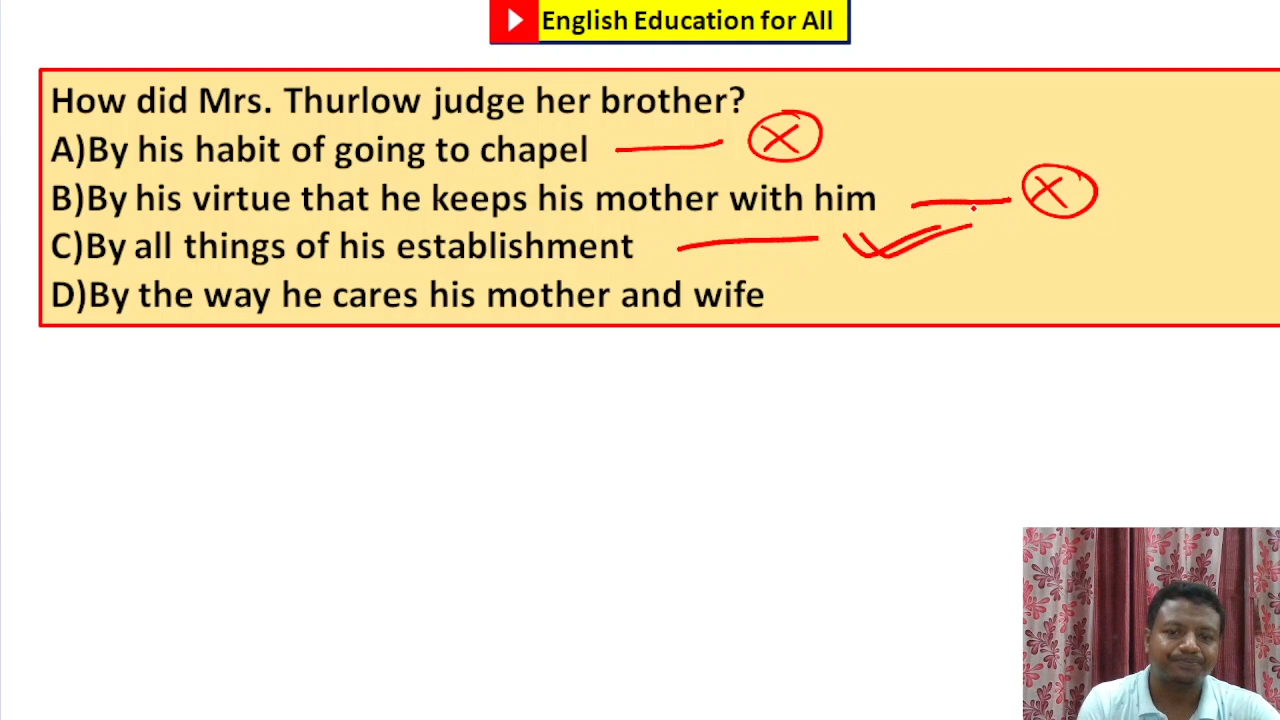 English Education for All
How did Mrs. Thurlow judge her brother?
A)By his habit of going to chapel
B)By his virtue that he keeps his mother with him
C)By all things of his establishment
D)By the way he cares his mother and wife